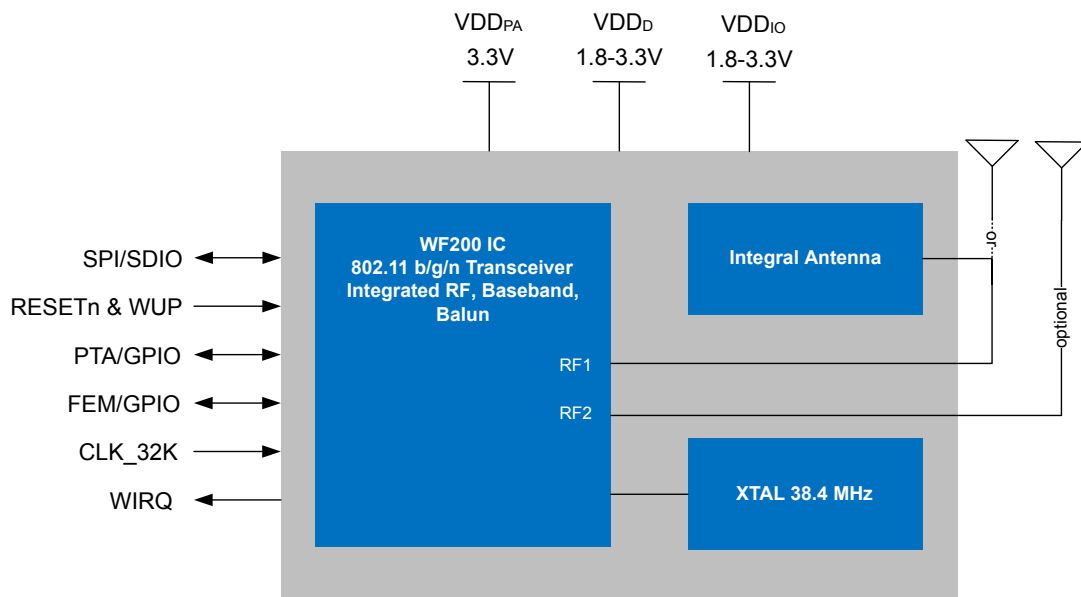 VDDPA
3.3V
VDDD
1.8-3.3V
VDDIO
1.8-3.3V
SPI/SDIO
RESETn & WUP
PTA/GPIO
FEM/GPIO
CLK_32K
WIRQ
WF200 IC
802.11 b/g/n Transceiver
Integrated RF, Baseband,
Balun
RF1
RF2
Integral Antenna
XTAL 38.4 MHz
...or...
optional